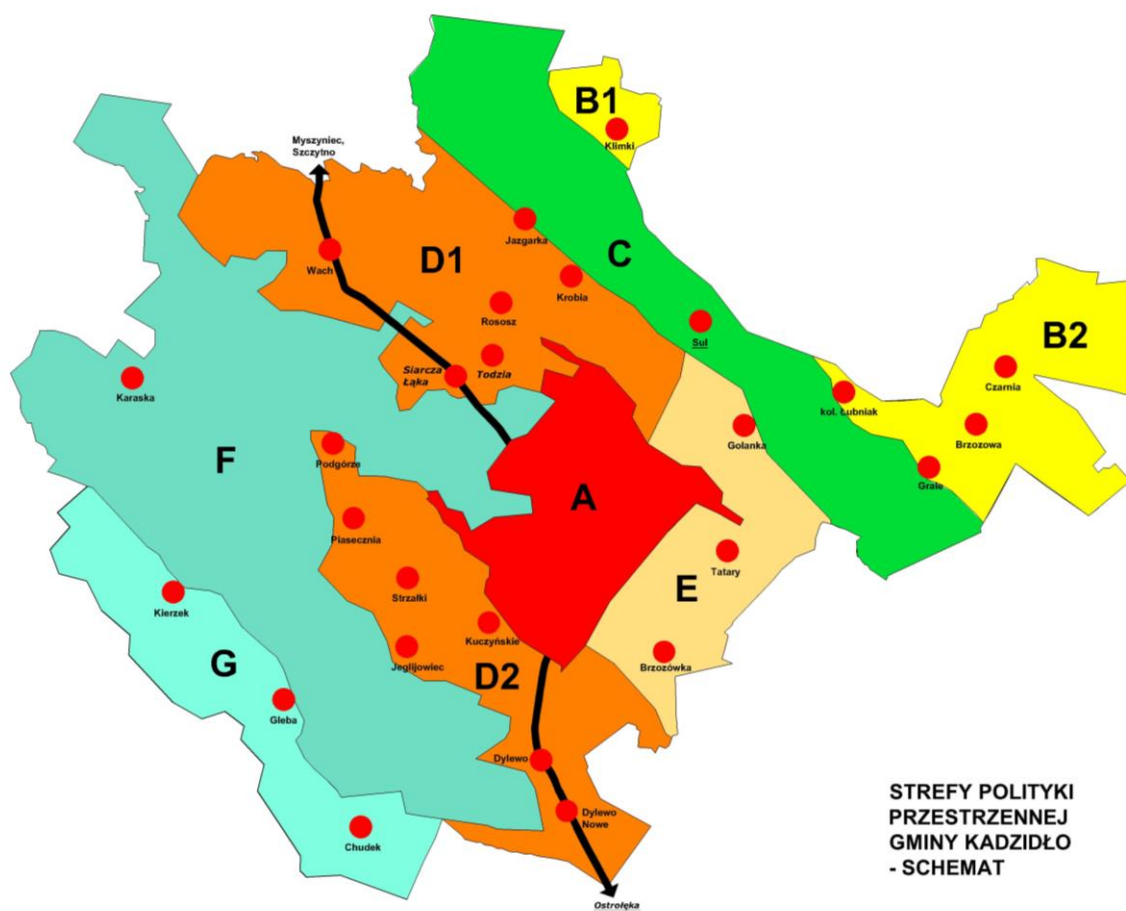 B1
Klimki
Myszyniec,
Szczytno
Jazgarka
D1
C
Wach
Krobia
Rososz
Sul
B2
Siarcza
Łąka
Todzia
Czarnia
Karaska
kol. Łubniak
Golanka
Brzozowa
F
Podgórze
Grale
A
Piasecznia
Tatary
E
Strzałki
Kierzek
Kuczyńskie
G
Jeglijowiec
D2
Brzozówka
Gleba
Dylewo
Dylewo
Nowe
Chudek
Ostrołęka
STREFY POLITYKI
PRZESTRZENNEJ
GMINY KADZIDŁO
- SCHEMAT